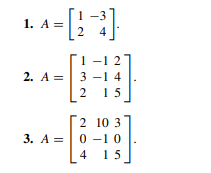 1. A = [1 −3
2 4].
2. A = [1 −1 2
3 −1 4
2 1 5].
3. A = [2 10 3
0 −1 0
4 1 5].